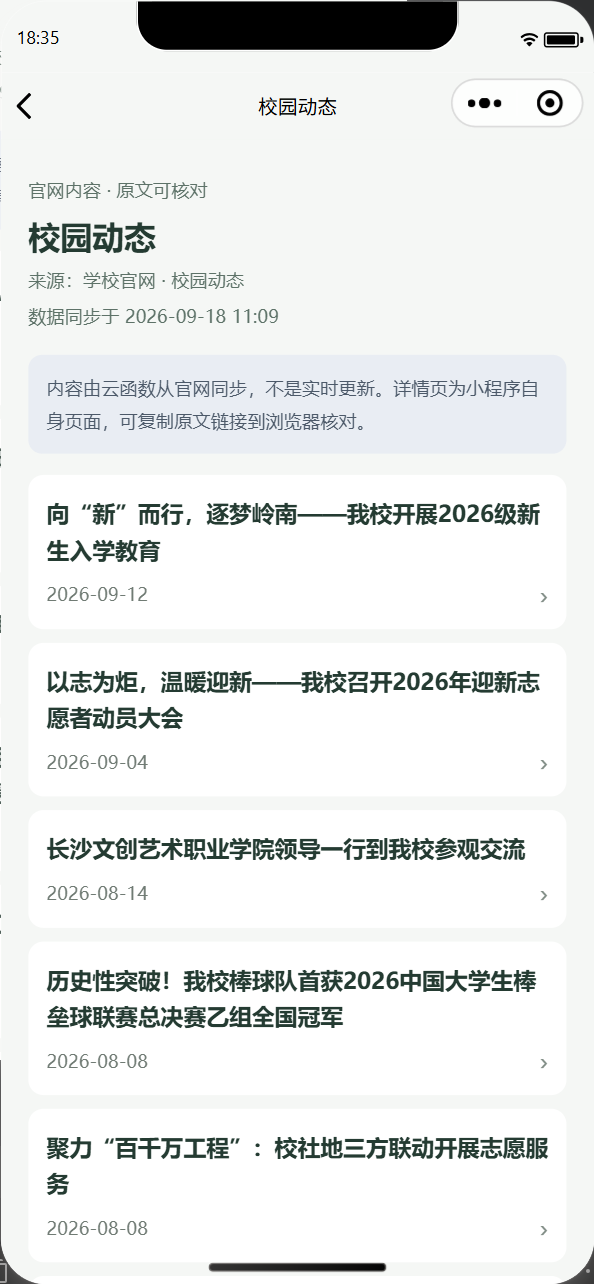 18:35
校园动态
官网内容 · 原文可核对
校园动态
来源：学校官网 · 校园动态
数据同步于 2026-09-18 11:09
内容由云函数从官网同步，不是实时更新。详情页为小程序自
身页面，可复制原文链接到浏览器核对。
向“新”而行，逐梦岭南——我校开展2026级新
生入学教育
2026-09-12
以志为炬，温暖迎新——我校召开2026年迎新志
愿者动员大会
2026-09-04
长沙文创艺术职业学院领导一行到我校参观交流
2026-08-14
历史性突破！我校棒球队首获2026中国大学生棒
垒球联赛总决赛乙组全国冠军
2026-08-08
聚力“百千万工程”：校社地三方联动开展志愿服
务
2026-08-08